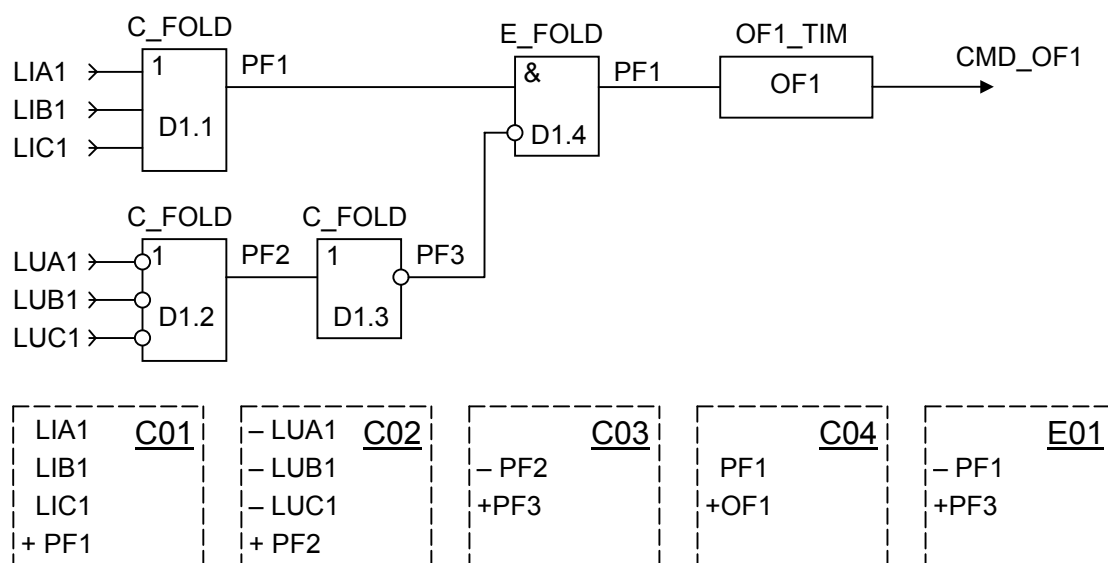 C_FOLD
E_FOLD
OF1_TIM
LIA1
LIB1
LIC1
1
D1.1
PF1
&
D1.4
PF1
OF1
CMD_OF1
C_FOLD
C_FOLD
LUA1
LUB1
LUC1
1
D1.2
PF2
1
D1.3
PF3
LIA1 C01
LIB1
LIC1
+ PF1
– LUA1 C02
– LUB1
– LUC1
+ PF2
C03
– PF2
+PF3
C04
PF1
+OF1
E01
– PF1
+PF3